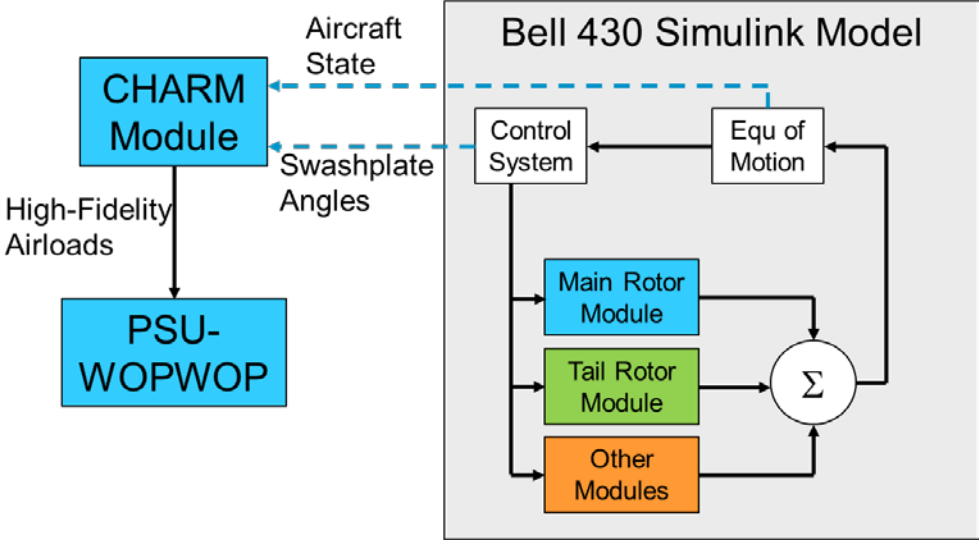 Bell 430 Simulink Model
Aircraft
State
CHARM
Module
Control
System
Equ of
Motion
Swashplate
Angles
High-Fidelity
Airloads
Main Rotor
Module
PSU-
WOPWOP
Tail Rotor
Module
Σ
Other
Modules